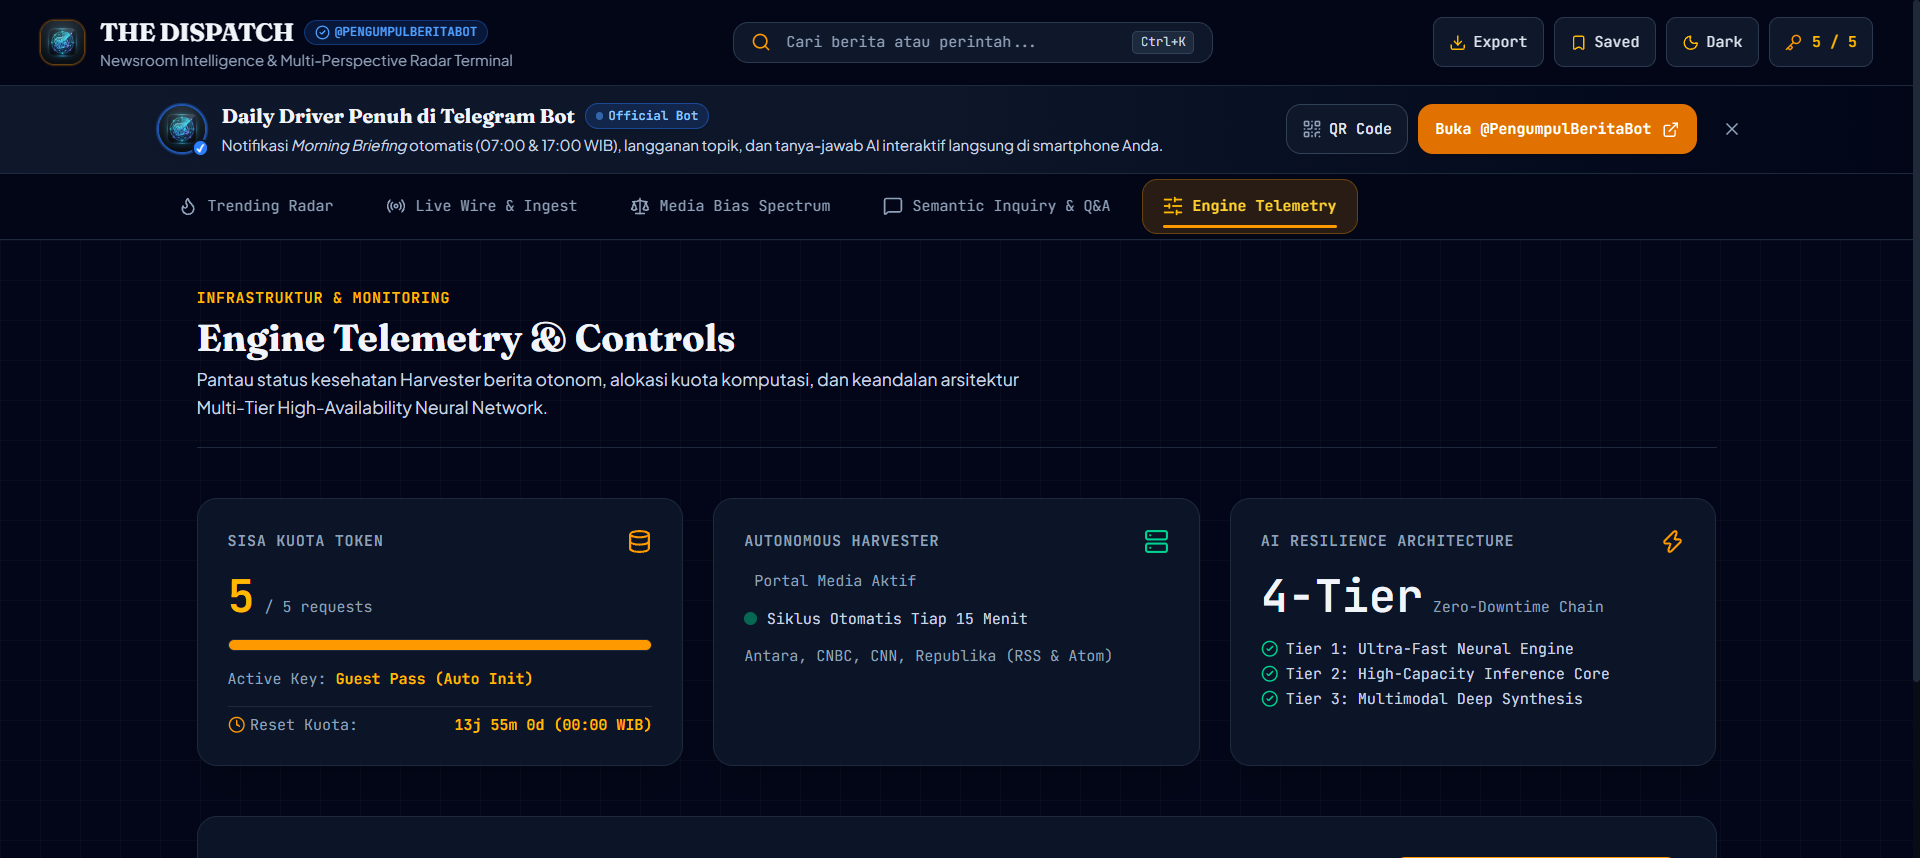 THE DISPATCH
@PENGUMPULBERITABOT
Newsroom Intelligence & Multi-Perspective Radar Terminal
Cari berita atau perintah...
Ctrl+K
Export
Saved
Dark
5 / 5
Daily Driver Penuh di Telegram Bot
Official Bot
Notifikasi Morning Briefing otomatis (07:00 & 17:00 WIB), langganan topik, dan tanya-jawab AI interaktif langsung di smartphone Anda.
QR Code
Buka @PengumpulBeritaBot
Trending Radar
Live Wire & Ingest
Media Bias Spectrum
Semantic Inquiry & Q&A
Engine Telemetry
INFRASTRUKTUR & MONITORING
Engine Telemetry & Controls
Pantau status kesehatan Harvester berita otonom, alokasi kuota komputasi, dan keandalan arsitektur
Multi-Tier High-Availability Neural Network.
SISA KUOTA TOKEN
5 / 5 requests
Active Key: Guest Pass (Auto Init)
Reset Kuota: 13j 55m 0d (00:00 WIB)
AUTONOMOUS HARVESTER
Portal Media Aktif
Siklus Otomatis Tiap 15 Menit
Antara, CNBC, CNN, Republika (RSS & Atom)
AI RESILIENCE ARCHITECTURE
4-Tier Zero-Downtime Chain
Tier 1: Ultra-Fast Neural Engine
Tier 2: High-Capacity Inference Core
Tier 3: Multimodal Deep Synthesis